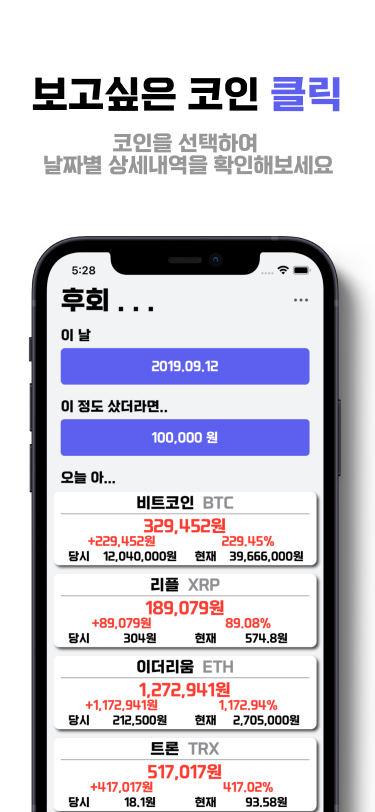 보고싶은 코인 클릭
코인을 선택하여
날짜별 상세내역을 확인해보세요
5:28
후회 . . .
이 날
2019.09.12
이 정도 샀더라면..
100,000 원
오늘 아...
비트코인 BTC
329,452원
+229,452원 229.45%
당시 12,040,000원 현재 39,666,000원
리플 XRP
189,079원
+89,079원 89.08%
당시 304원 현재 574.8원
이더리움 ETH
1,272,941원
+1,172,941원 1,172.94%
당시 212,500원 현재 2,705,000원
트론 TRX
517,017원
+417,017원 417.02%
당시 18.1원 현재 93.58원